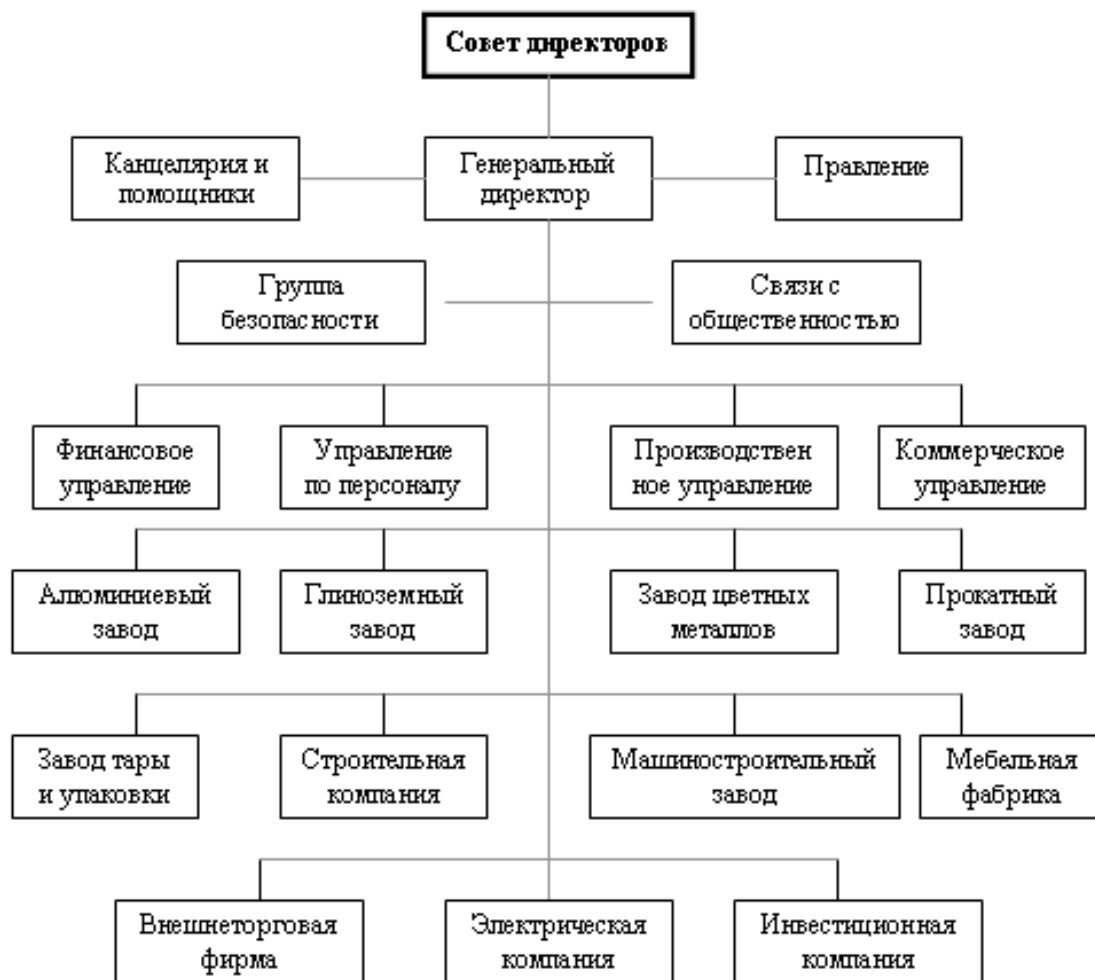 Совет директоров
Канцелярия и
помощники
Генеральный
директор
Правление
Группа
безопасности
Связи с
общественностью
Финансовое
управление
Управление
по персоналу
Производствен
ное управление
Коммерческое
управление
Алюминиевый
завод
Глиноземный
завод
Завод цветных
металлов
Прокатный
завод
Завод тары
и упаковки
Строительная
компания
Машиностроительный
завод
Мебельная
фабрика
Внешнеторговая
фирма
Электрическая
компания
Инвестиционная
компания